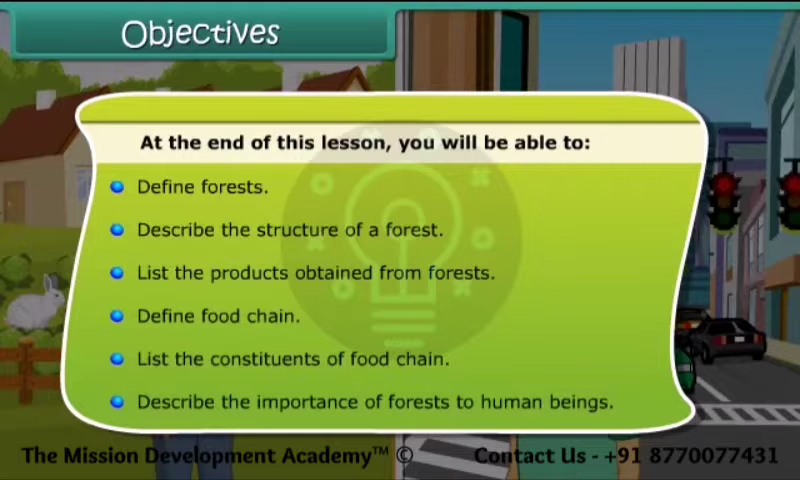 Objectives
At the end of this lesson, you will be able to:
Define forests.
Describe the structure of a forest.
List the products obtained from forests.
Define food chain.
List the constituents of food chain.
Describe the importance of forests to human beings.
The Mission Development Academy™ © Contact Us - +91 8770077431